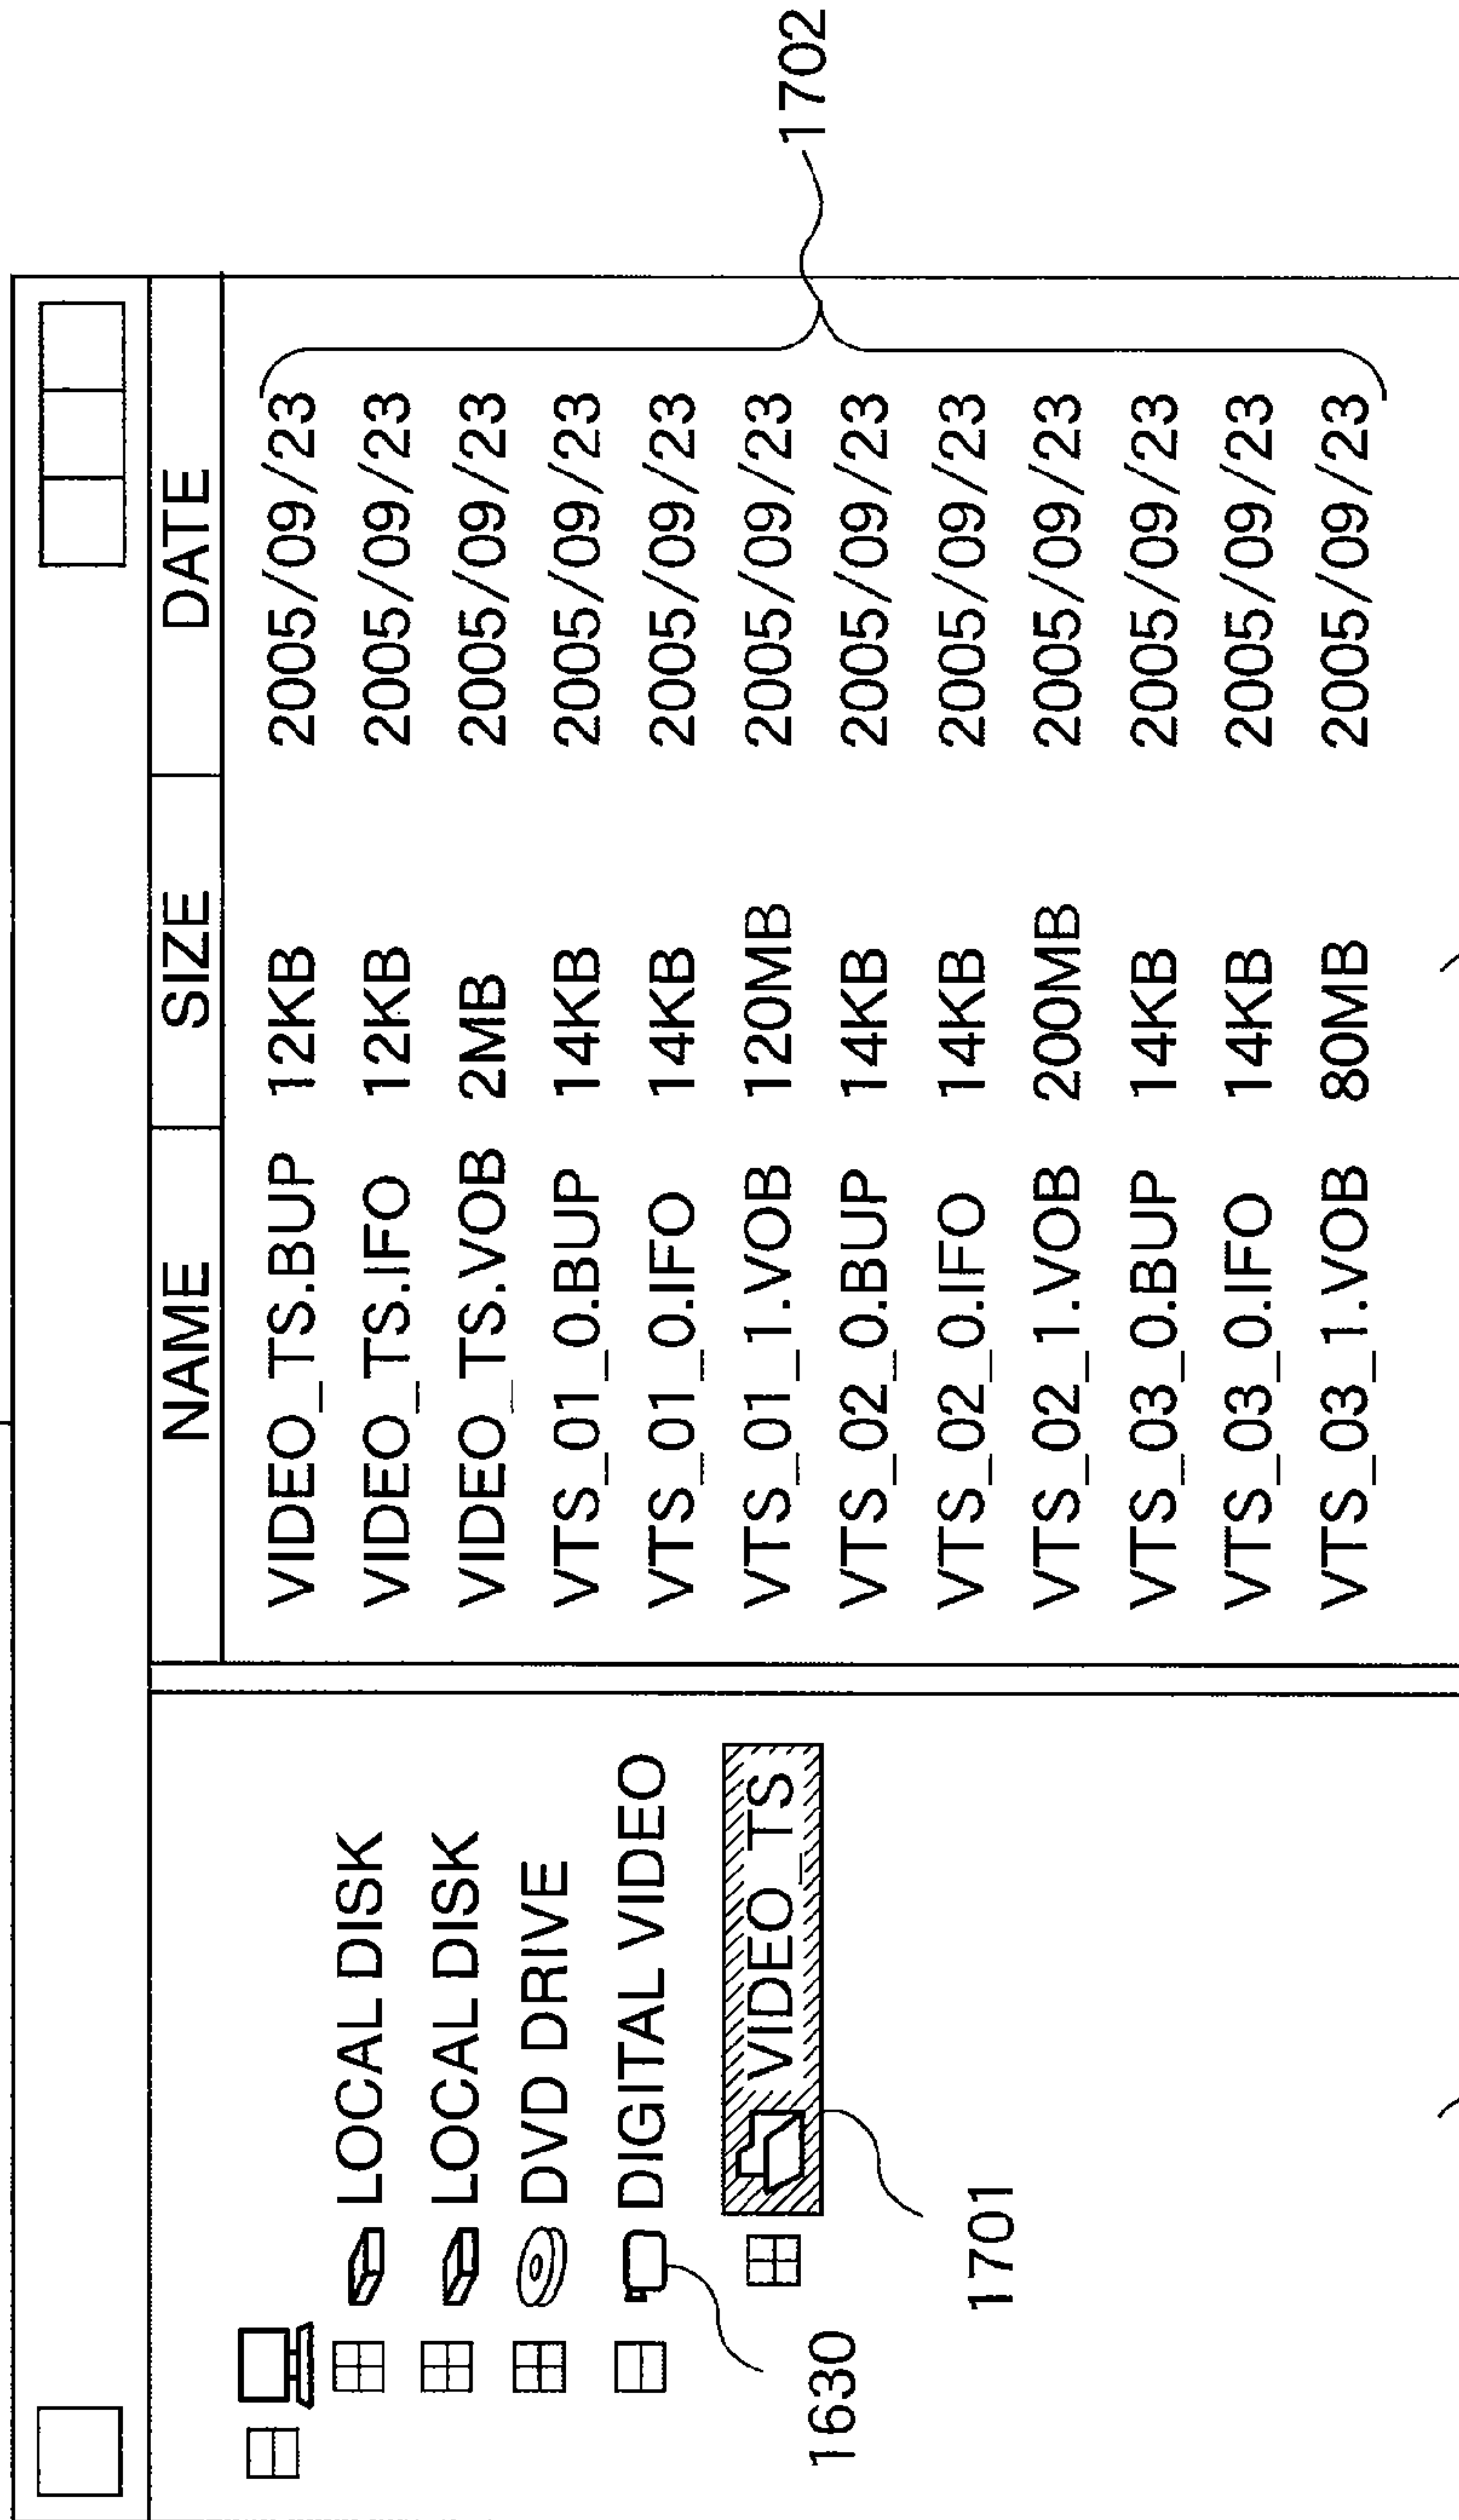 NAME SIZE DATE
LOCAL DISK
LOCAL DISK
DVD DRIVE
DIGITAL VIDEO
VIDEO_TS
1630
1701
VIDEO_TS.BUP 12KB 2005/09/23
VIDEO_TS.IFO 12KB 2005/09/23
VIDEO_TS.VOB 2MB 2005/09/23
VTS_01_0.BUP 14KB 2005/09/23
VTS_01_0.IFO 14KB 2005/09/23
VTS_01_1.VOB 120MB 2005/09/23
VTS_02_0.BUP 14KB 2005/09/23
VTS_02_0.IFO 14KB 2005/09/23
VTS_02_1.VOB 200MB 2005/09/23
VTS_03_0.BUP 14KB 2005/09/23
VTS_03_0.IFO 14KB 2005/09/23
VTS_03_1.VOB 80MB 2005/09/23
1702